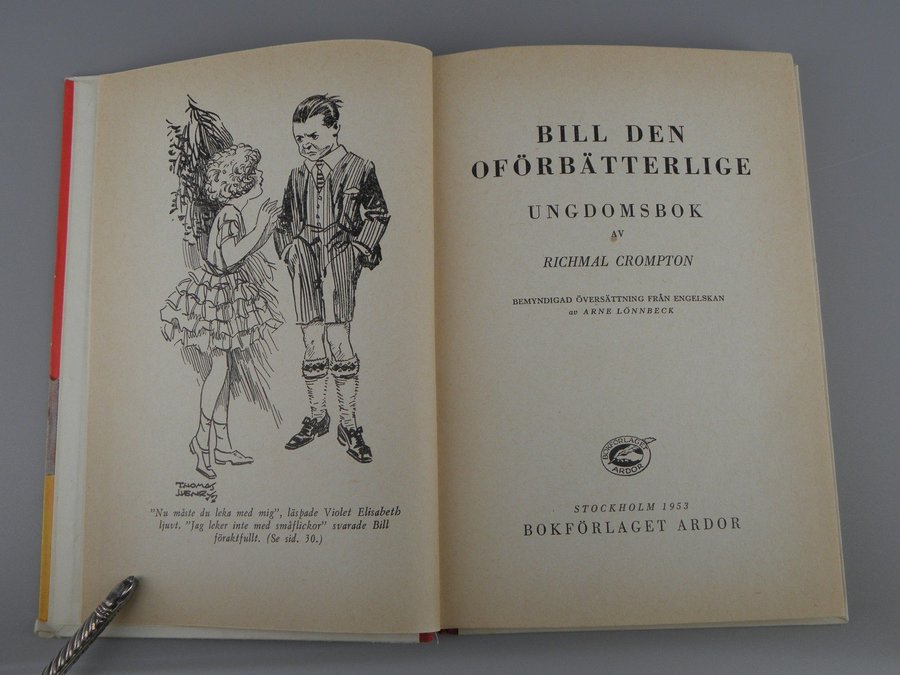 THOMAS
HENRY
"Nu måste du leka med mig", läspade Violet Elisabeth
ljuvt. "Jag leker inte med småflickor" svarade Bill
föraktfullt. (Se sid. 30.)
BILL DEN
OFÖRBÄTTERLIGE
UNGDOMSBOK
AV
RICHMAL CROMPTON
BEMYNDIGAD ÖVERSÄTTNING FRÅN ENGELSKAN
av ARNE LÖNNBECK
BOKFÖRLAGET
ARDOR
STOCKHOLM 1953
BOKFÖRLAGET ARDOR